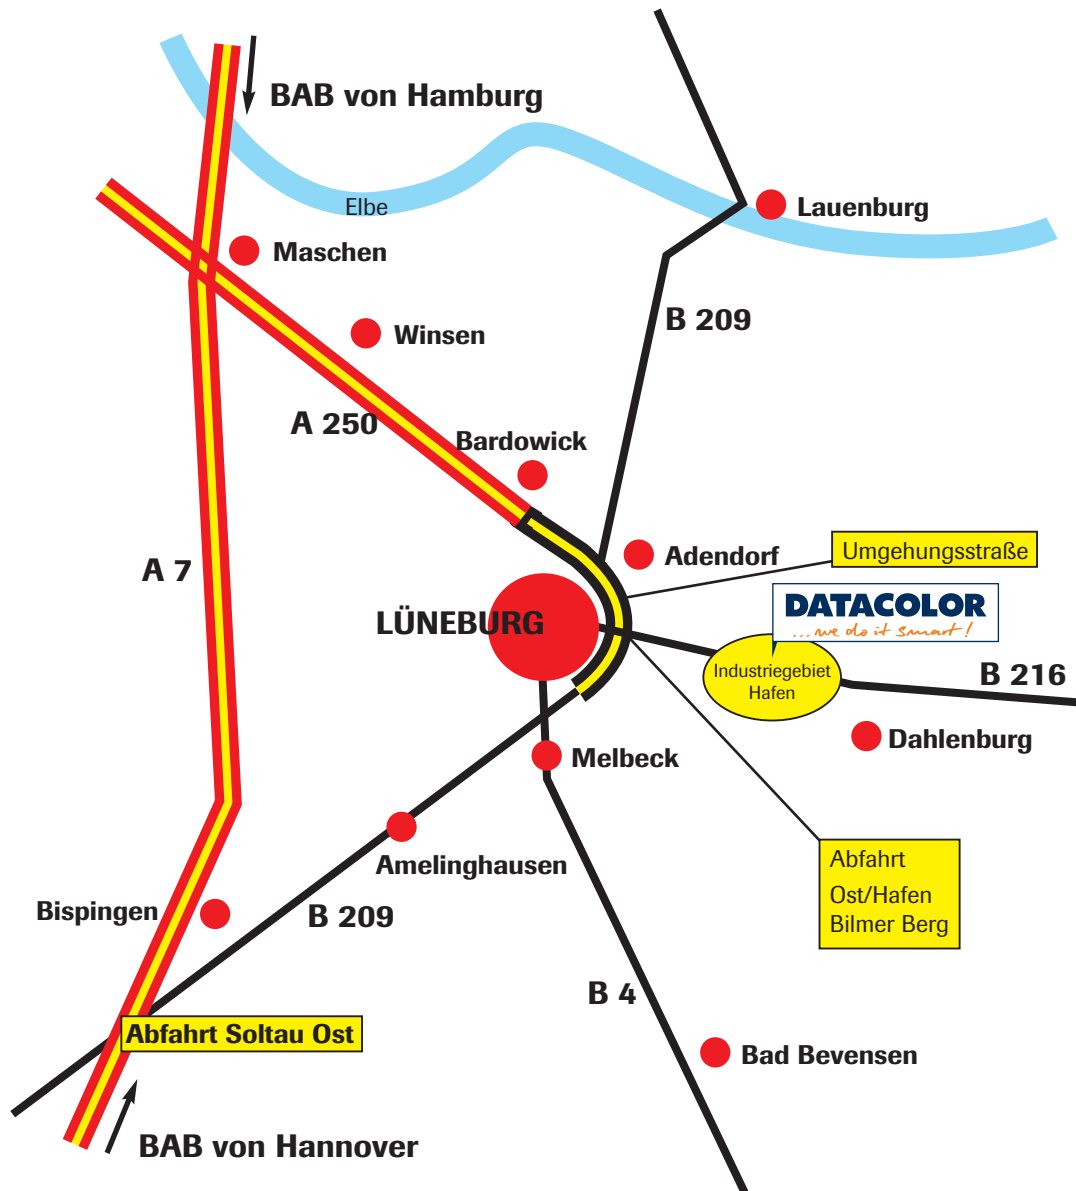 BAB von Hamburg
Elbe
Lauenburg
Maschen
B 209
Winsen
A 250
Bardowick
Umgehungsstraße
Adendorf
A 7
DATACOLOR
...we do it smart!
LÜNEBURG
Industriegebiet
Hafen
B 216
Dahlenburg
Melbeck
Amelinghausen
Abfahrt
Ost/Hafen
Bilmer Berg
Bispingen
B 209
B 4
Abfahrt Soltau Ost
Bad Bevensen
BAB von Hannover